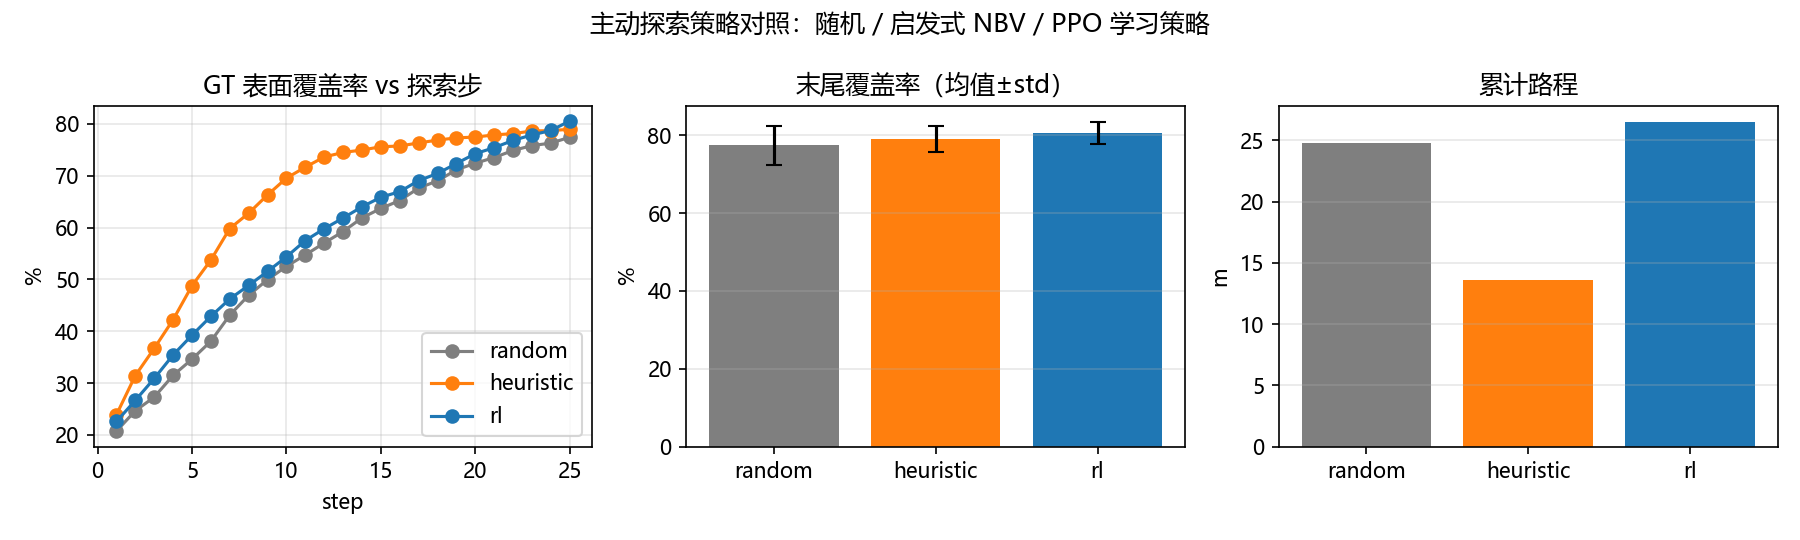 主动探索策略对照：随机 / 启发式 NBV / PPO 学习策略
GT 表面覆盖率 vs 探索步
%
80
70
60
50
40
30
20
0
5
10
15
20
25
step
random
heuristic
rl
末尾覆盖率（均值±std）
%
80
60
40
20
0
random
heuristic
rl
累计路程
m
25
20
15
10
5
0
random
heuristic
rl